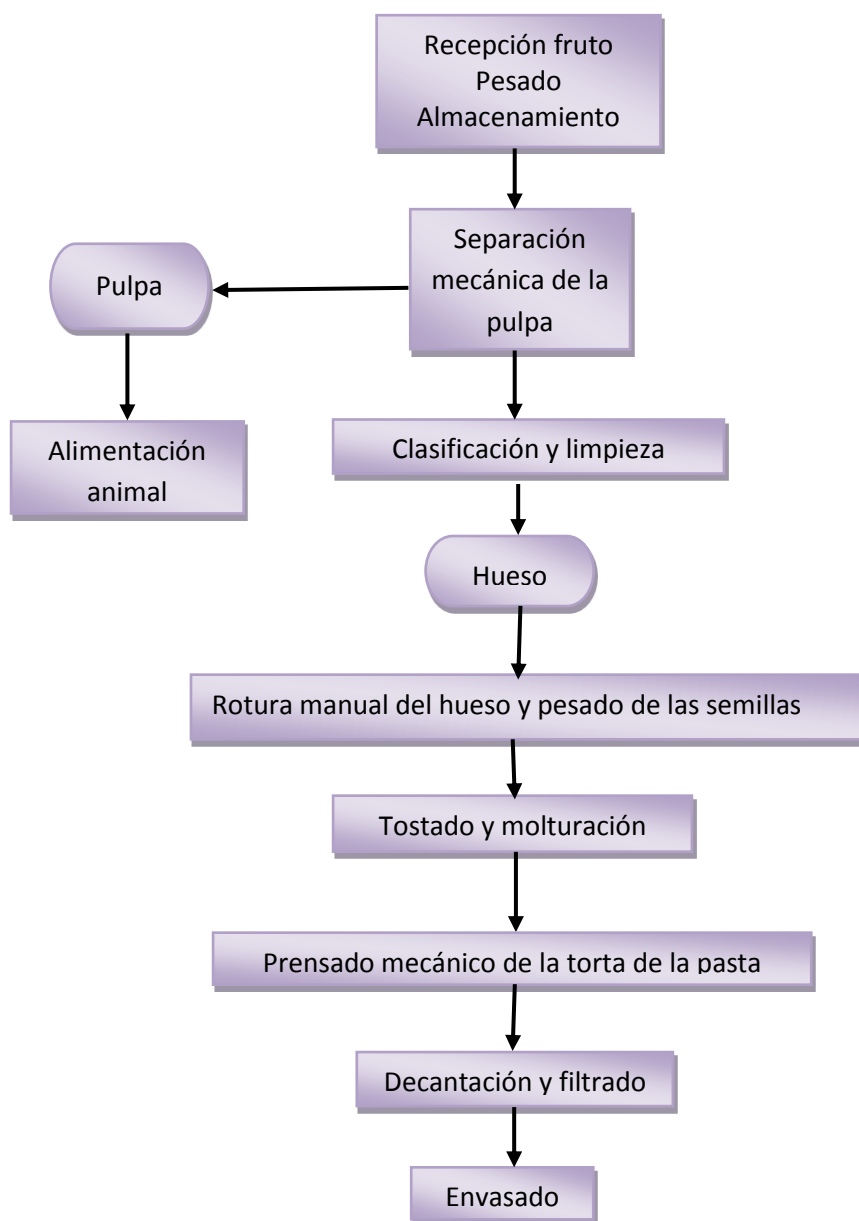 Recepción fruto
Pesado
Almacenamiento
Separación
mecánica de la
pulpa
Pulpa
Alimentación
animal
Clasificación y limpieza
Hueso
Rotura manual del hueso y pesado de las semillas
Tostado y molturación
Prensado mecánico de la torta de la pasta
Decantación y filtrado
Envasado